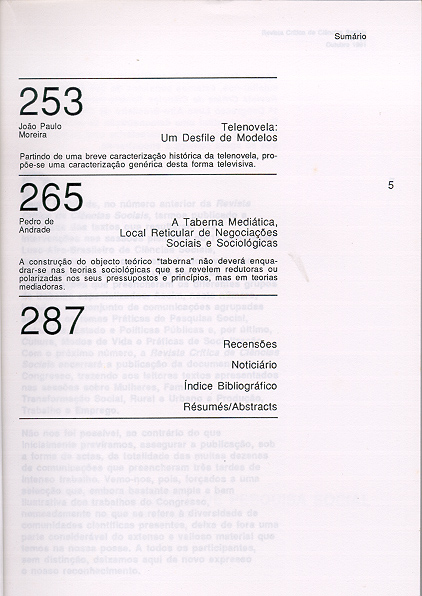 Sumário
253
João Paulo
Moreira
Telenovela:
Um Desfile de Modelos
Partindo de uma breve caracterização histórica da telenovela, pro-
põe-se uma caracterização genérica desta forma televisiva.
5
265
Pedro de
Andrade
A Taberna Mediática,
Local Reticular de Negociações
Sociais e Sociológicas
A construção do objecto teórico "taberna" não deverá enqua-
drar-se nas teorias sociológicas que se revelem redutoras ou
polarizadas nos seus pressupostos e princípios, mas em teorias
mediadoras.
287
Recensões
Noticiário
Índice Bibliográfico
Résumés/Abstracts